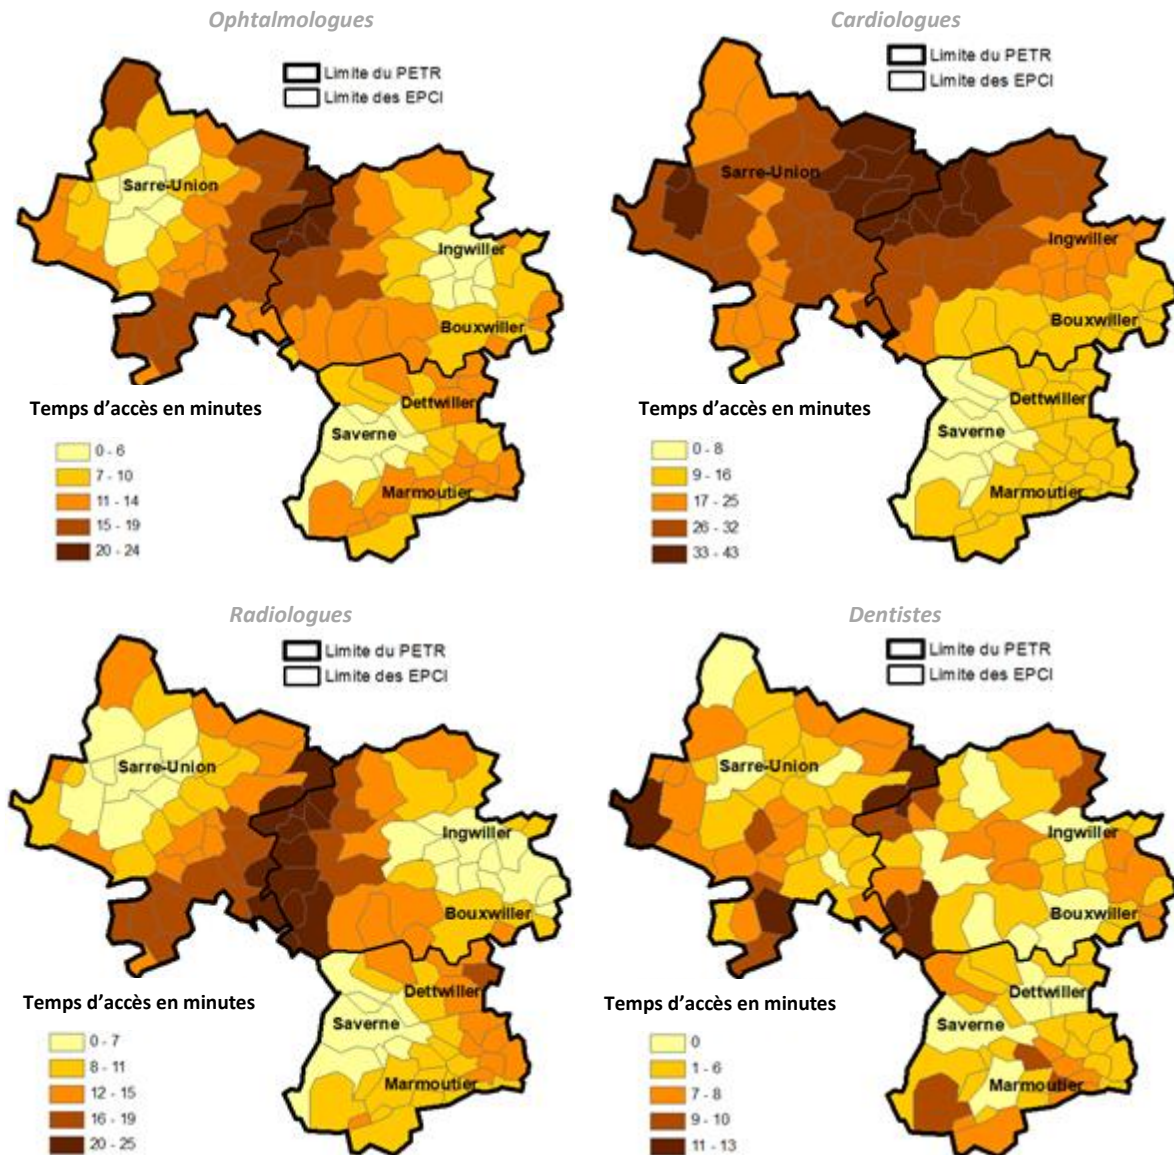 Ophtalmologues
Limite du PETR
Limite des EPCI
Sarre-Union
Ingwiller
Bouxwiller
Dettwiller
Saverne
Marmoutier
Temps d'accès en minutes
0 - 6
7 - 10
11 - 14
15 - 19
20 - 24
Cardiologues
Limite du PETR
Limite des EPCI
Sarre-Union
Ingwiller
Bouxwiller
Dettwiller
Saverne
Marmoutier
Temps d'accès en minutes
0 - 8
9 - 16
17 - 25
26 - 32
33 - 43
Radiologues
Limite du PETR
Limite des EPCI
Sarre-Union
Ingwiller
Bouxwiller
Dettwiller
Saverne
Marmoutier
Temps d'accès en minutes
0 - 7
8 - 11
12 - 15
16 - 19
20 - 25
Dentistes
Limite du PETR
Limite des EPCI
Sarre-Union
Ingwiller
Bouxwiller
Dettwiller
Saverne
Marmoutier
Temps d'accès en minutes
0
1 - 6
7 - 8
9 - 10
11 - 13